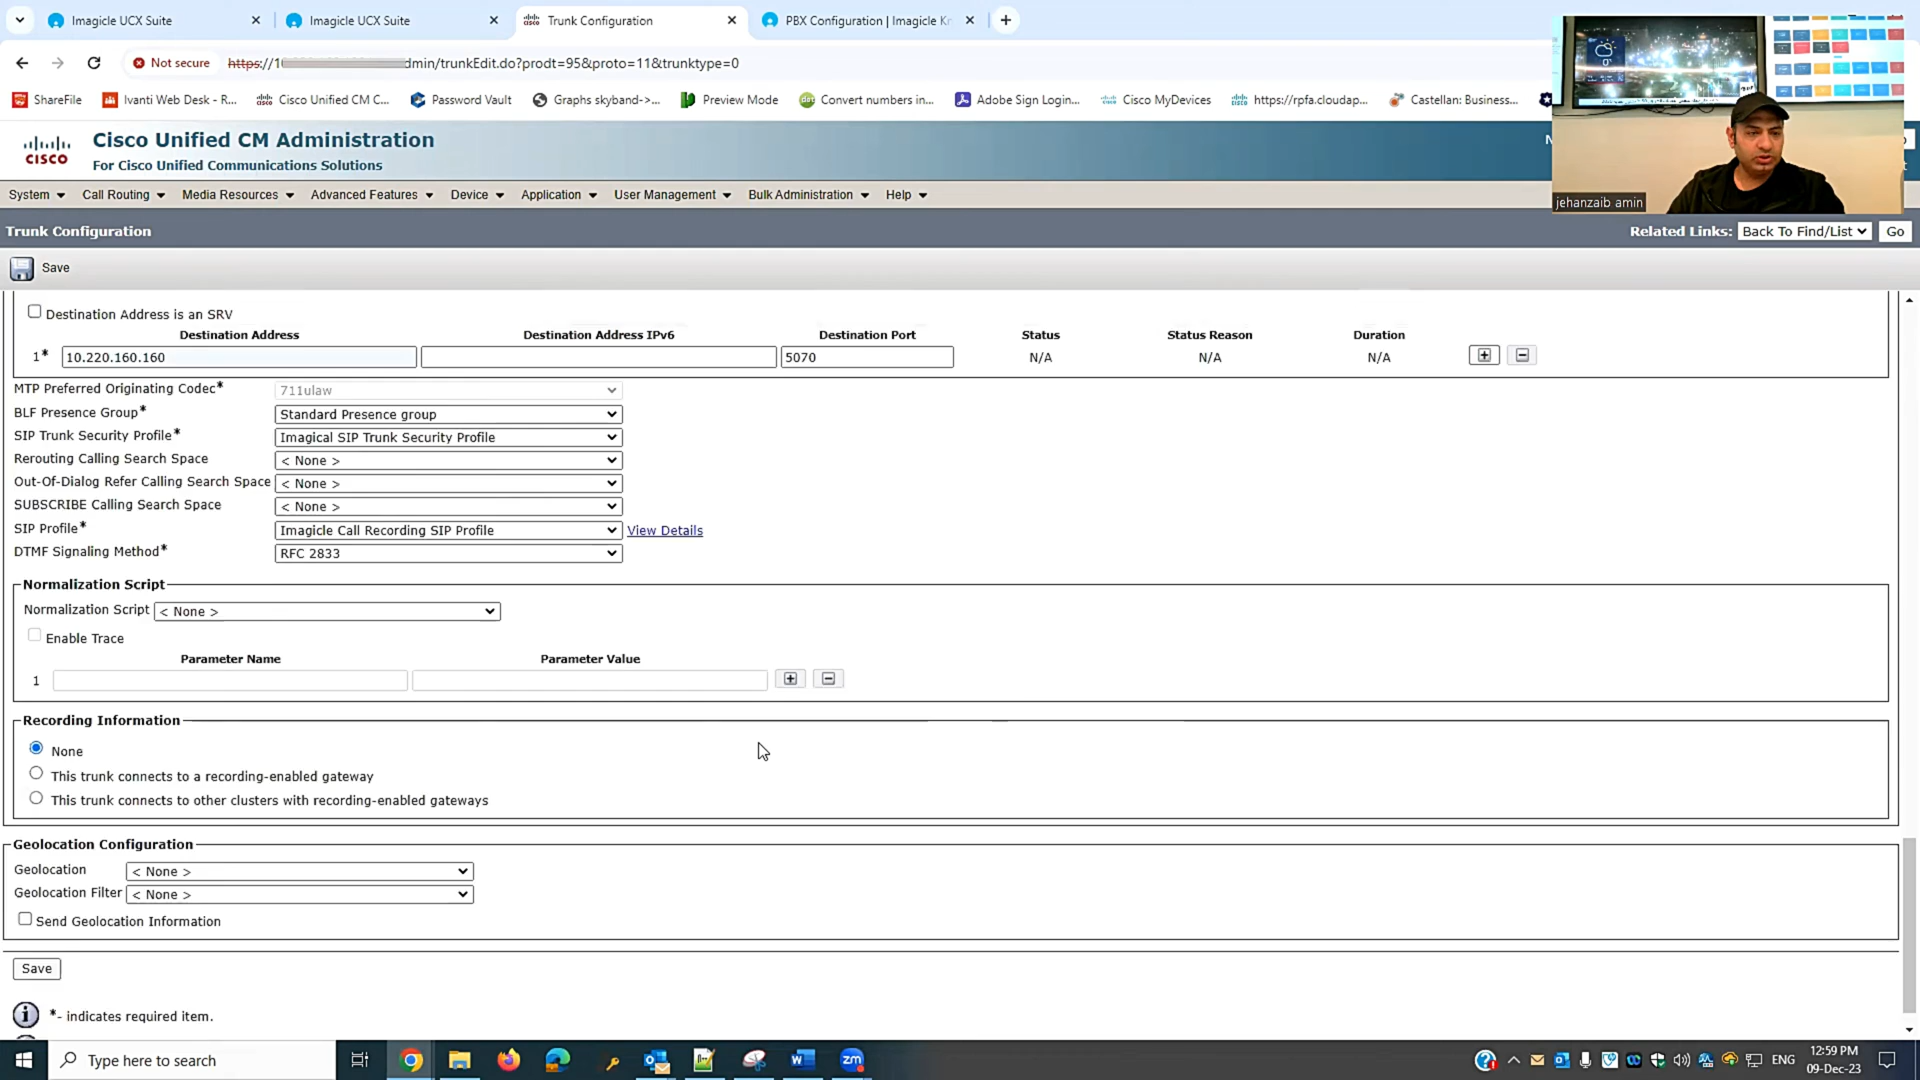 Imagicle UCX Suite
Imagicle UCX Suite
Trunk Configuration
PBX Configuration | Imagicle Kn
Not secure
https://1
dmin/trunkEdit.do?prodt=95&proto=11&trunktype=0
ShareFile
Ivanti Web Desk - R...
Cisco Unified CM C...
Password Vault
Graphs skyband->...
Preview Mode
Convert numbers in...
Adobe Sign Login...
Cisco MyDevices
https://rpfa.cloudap...
Castellan: Business...
jehanzaib amin
CISCO
Cisco Unified CM Administration
For Cisco Unified Communications Solutions
System
Call Routing
Media Resources
Advanced Features
Device
Application
User Management
Bulk Administration
Help
Trunk Configuration
Related Links:
Back To Find/List
Go
Save
Destination Address is an SRV
Destination Address
Destination Address IPv6
Destination Port
Status
Status Reason
Duration
1*
10.220.160.160
5070
N/A
N/A
N/A
MTP Preferred Originating Codec*
711ulaw
BLF Presence Group*
Standard Presence group
SIP Trunk Security Profile*
Imagical SIP Trunk Security Profile
Rerouting Calling Search Space
< None >
Out-Of-Dialog Refer Calling Search Space
< None >
SUBSCRIBE Calling Search Space
< None >
SIP Profile*
Imagicle Call Recording SIP Profile
View Details
DTMF Signaling Method*
RFC 2833
Normalization Script
Normalization Script
< None >
Enable Trace
Parameter Name
Parameter Value
1
Recording Information
None
This trunk connects to a recording-enabled gateway
This trunk connects to other clusters with recording-enabled gateways
Geolocation Configuration
Geolocation
< None >
Geolocation Filter
< None >
Send Geolocation Information
Save
*- indicates required item.
Type here to search
zm
ENG
12:59 PM
09-Dec-23